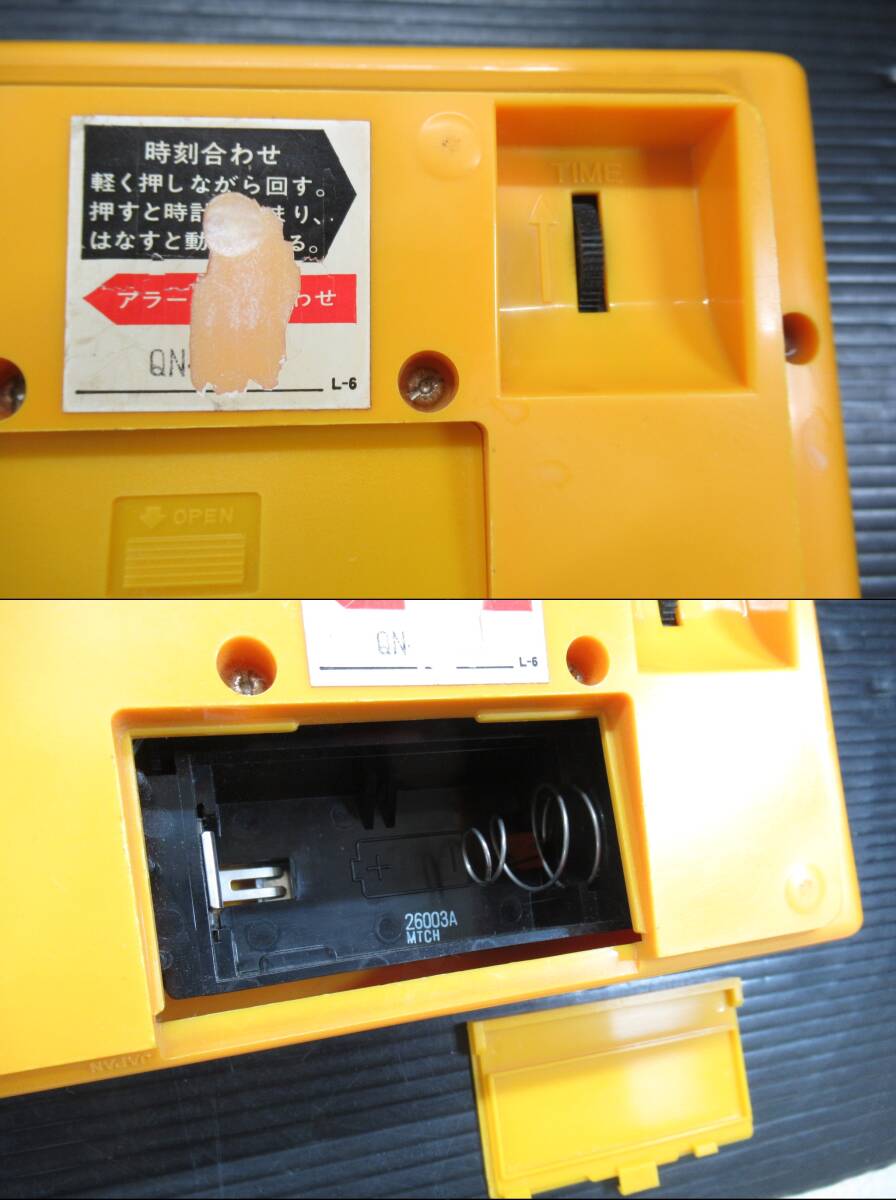 時刻合わせ
軽く押しながら回す。
押すと時計 まり、
はなすと動 る。
アラー わせ
QN-
L-6
TIME
OPEN
QN-
L-6
+
26003A
MTCH
JAPAN